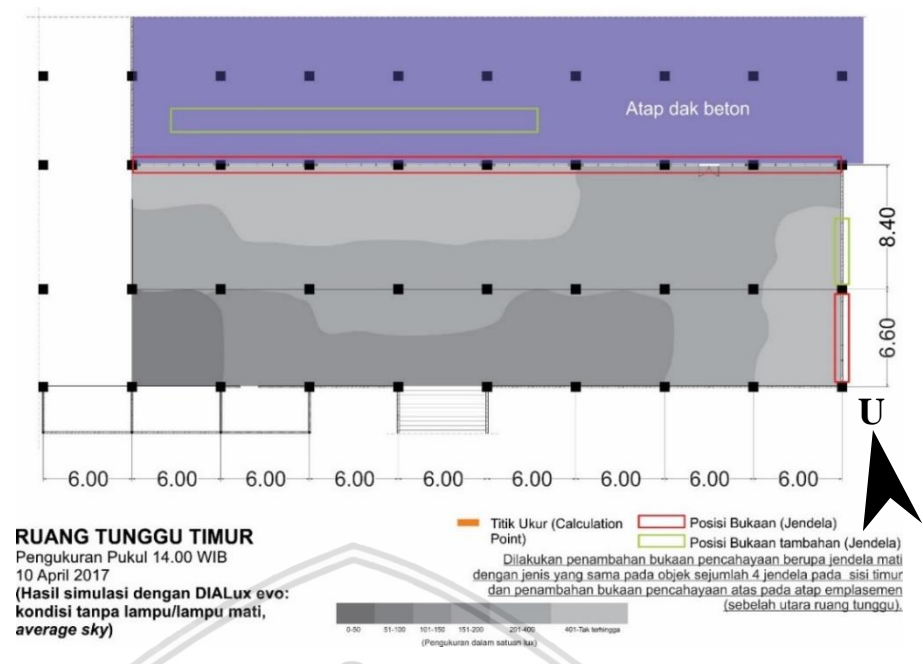 Atap dak beton
8.40
6.60
U
6.00 6.00 6.00 6.00 6.00 6.00 6.00 6.00 6.00
RUANG TUNGGU TIMUR
Pengukuran Pukul 14.00 WIB
10 April 2017
(Hasil simulasi dengan DIALux evo:
kondisi tanpa lampu/lampu mati,
average sky)
Titik Ukur (Calculation
Point)
Posisi Bukaan (Jendela)
Posisi Bukaan tambahan (Jendela)
Dilakukan penambahan bukaan pencahayaan berupa jendela mati
dengan jenis yang sama pada objek sejumlah 4 jendela pada sisi timur
dan penambahan bukaan pencahayaan atas pada atap emplasemen
(sebelah utara ruang tunggu).
0-50 51-100 101-150 151-200 201-400 401-Tak terhingga
(Pengukuran dalam satuan lux)